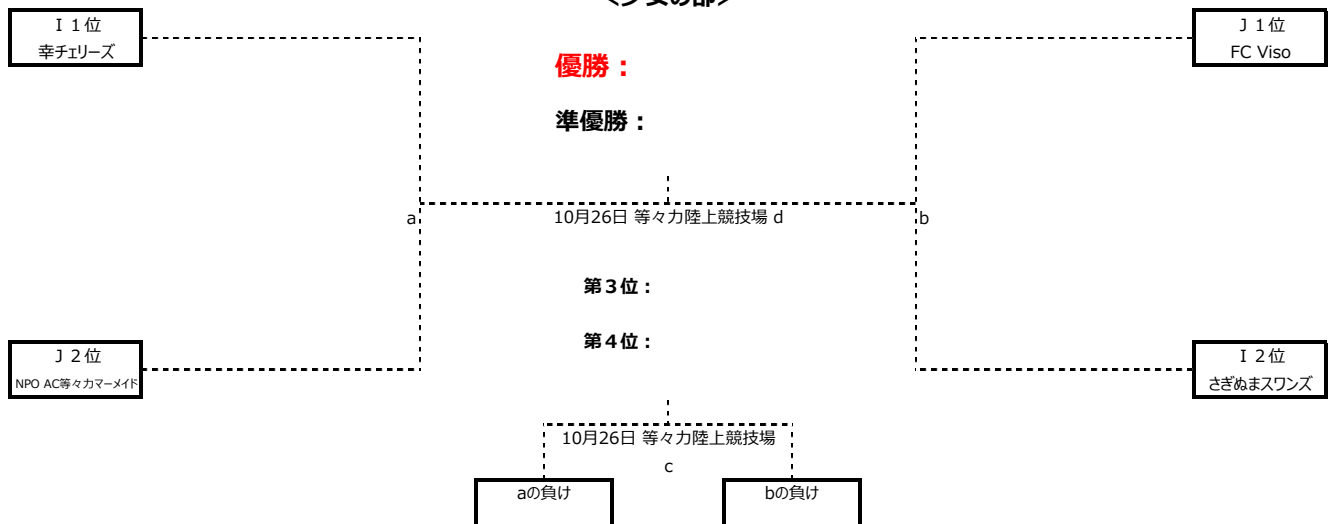 ＜少女の部＞
I 1位
幸チェリーズ
J 1位
FC Viso
優勝：
準優勝：
a
10月26日 等々力陸上競技場 d
b
第３位：
第４位：
J 2位
NPO AC等々力マーメイド
I 2位
さぎぬまスワンズ
10月26日 等々力陸上競技場
c
aの負け
bの負け